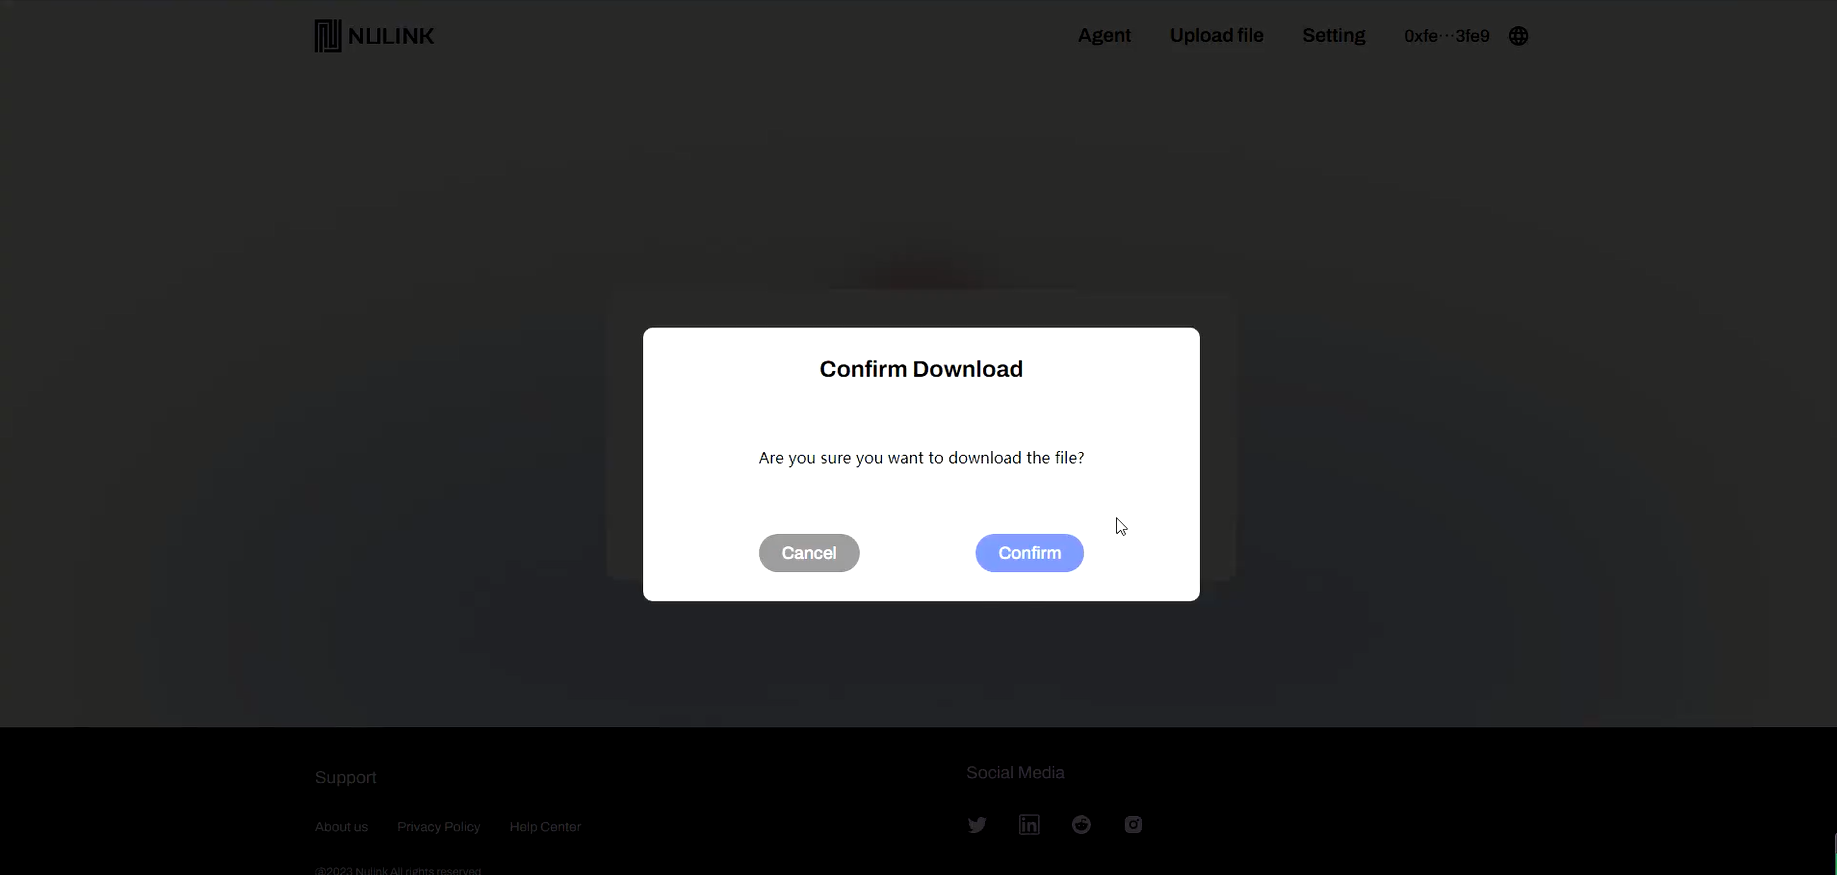 NULINK
Agent Upload file Setting 0xfe···3fe9
Confirm Download
Are you sure you want to download the file?
Cancel Confirm
Support
Social Media
About us Privacy Policy Help Center
©2023 Nulink All rights reserved